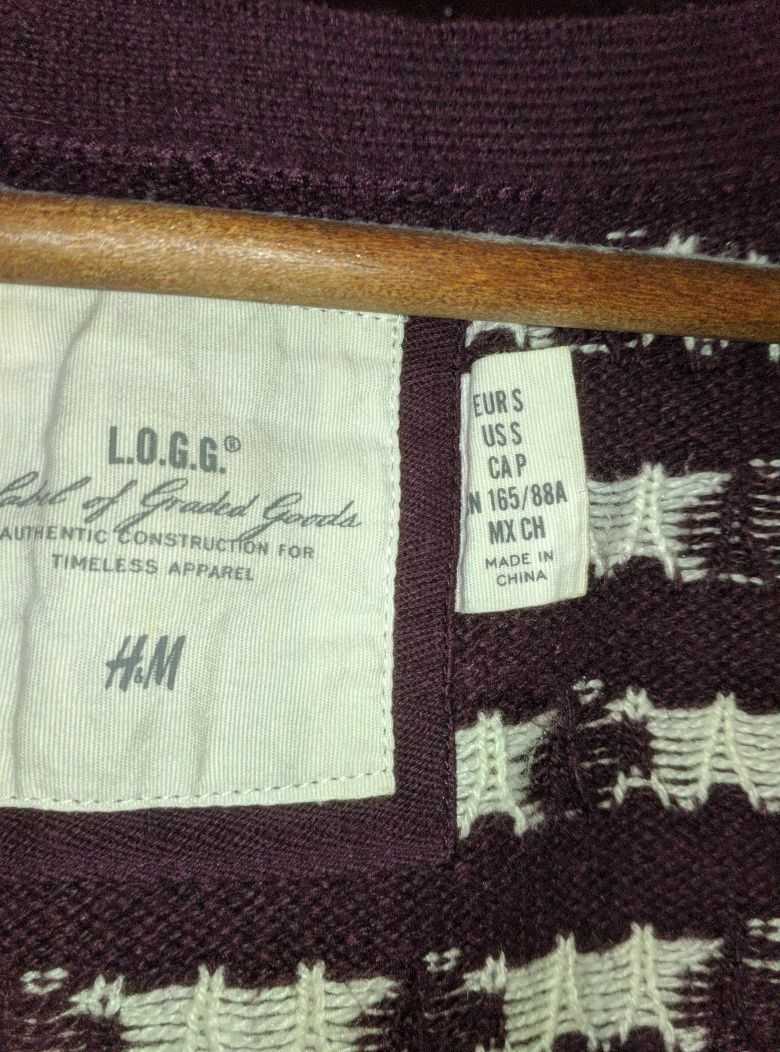 L.O.G.G.®
Label of Graded Goods
AUTHENTIC CONSTRUCTION FOR
TIMELESS APPAREL
H&M
EUR S
US S
CA P
N 165/88A
MX CH
MADE IN
CHINA